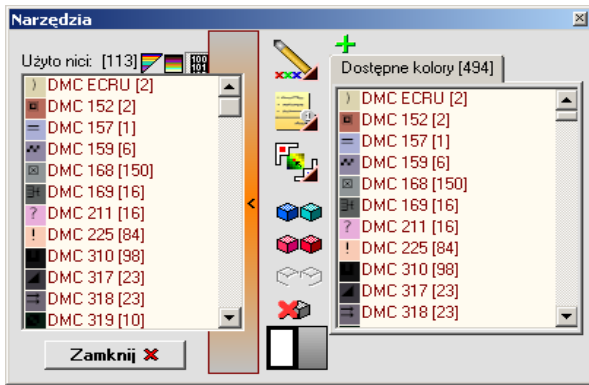 Narzędzia
Użyto nici: [113]
100
101
DMC ECRU [2]
DMC 152 [2]
DMC 157 [1]
DMC 159 [6]
DMC 168 [150]
DMC 169 [16]
DMC 211 [16]
DMC 225 [84]
DMC 310 [98]
DMC 317 [23]
DMC 318 [23]
DMC 319 [10]
Zamknij
<
xxx
Dostępne kolory [494]
DMC ECRU [2]
DMC 152 [2]
DMC 157 [1]
DMC 159 [6]
DMC 168 [150]
DMC 169 [16]
DMC 211 [16]
DMC 225 [84]
DMC 310 [98]
DMC 317 [23]
DMC 318 [23]